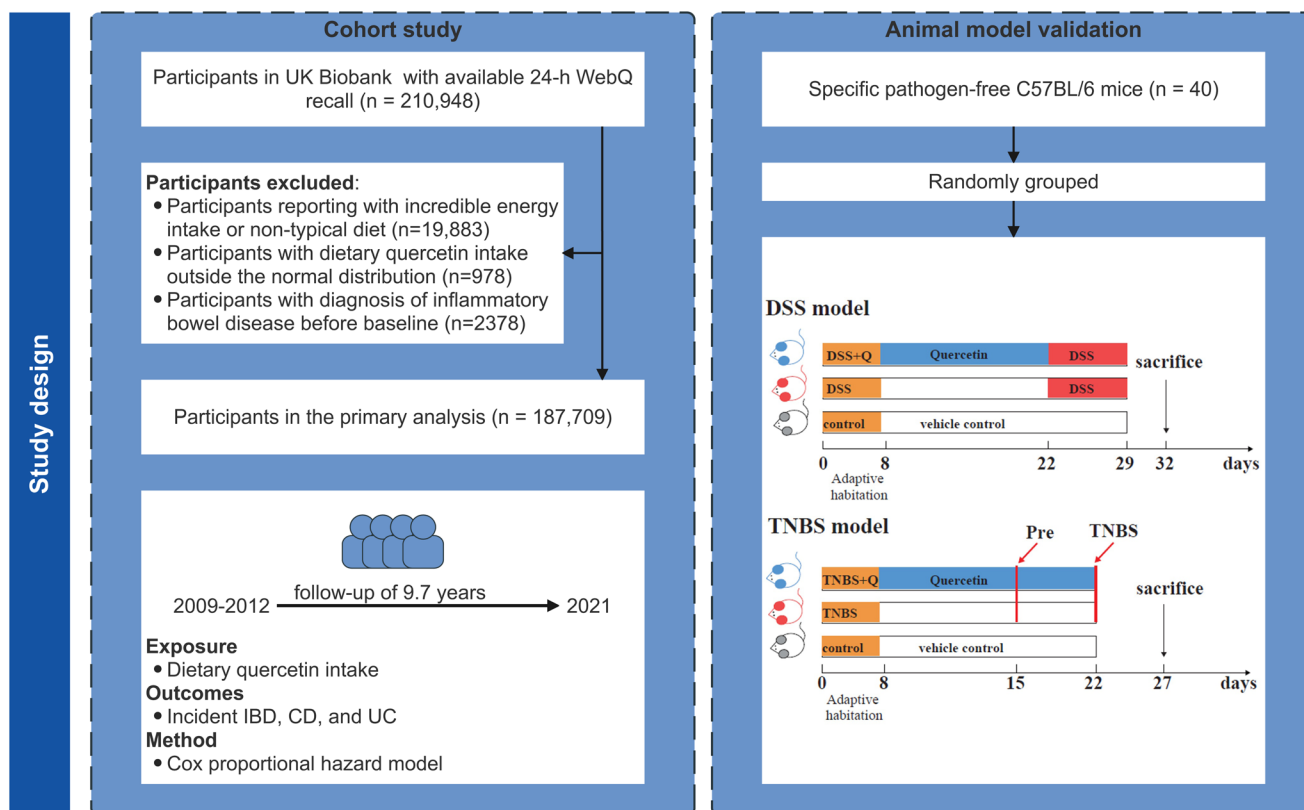 Study design
Cohort study
Participants in UK Biobank with available 24-h WebQ
recall (n = 210,948)
Participants excluded:
• Participants reporting with incredible energy
intake or non-typical diet (n=19,883)
• Participants with dietary quercetin intake
outside the normal distribution (n=978)
• Participants with diagnosis of inflammatory
bowel disease before baseline (n=2378)
Participants in the primary analysis (n = 187,709)
follow-up of 9.7 years
2009-2012
2021
Exposure
• Dietary quercetin intake
Outcomes
• Incident IBD, CD, and UC
Method
• Cox proportional hazard model
Animal model validation
Specific pathogen-free C57BL/6 mice (n = 40)
Randomly grouped
DSS model
DSS+Q Quercetin DSS
sacrifice
DSS DSS
control vehicle control
0 8 22 29 32 days
Adaptive
habitation
TNBS model
Pre TNBS
TNBS+Q Quercetin
sacrifice
TNBS
control vehicle control
0 8 15 22 27 days
Adaptive
habitation